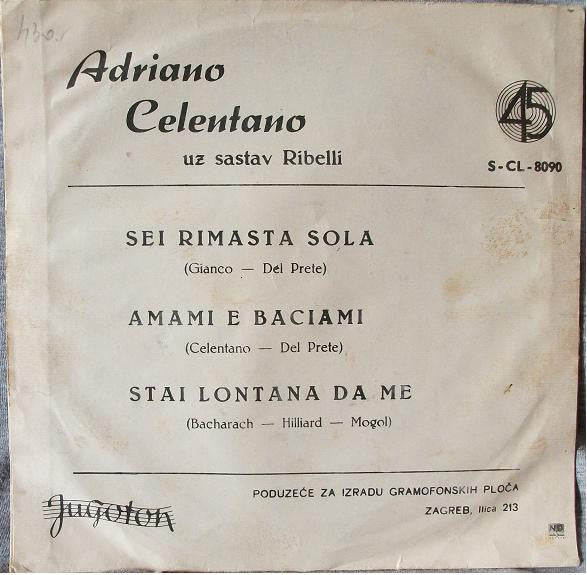 430.-
Adriano
Celentano
uz sastav Ribelli
45
S-CL-8090
SEI RIMASTA SOLA
(Gianco — Del Prete)
AMAMI E BACIAMI
(Celentano — Del Prete)
STAI LONTANA DA ME
(Bacharach — Hilliard — Mogol)
Jugoton
PODUZEĆE ZA IZRADU GRAMOFONSKIH PLOČA
ZAGREB, Ilica 213